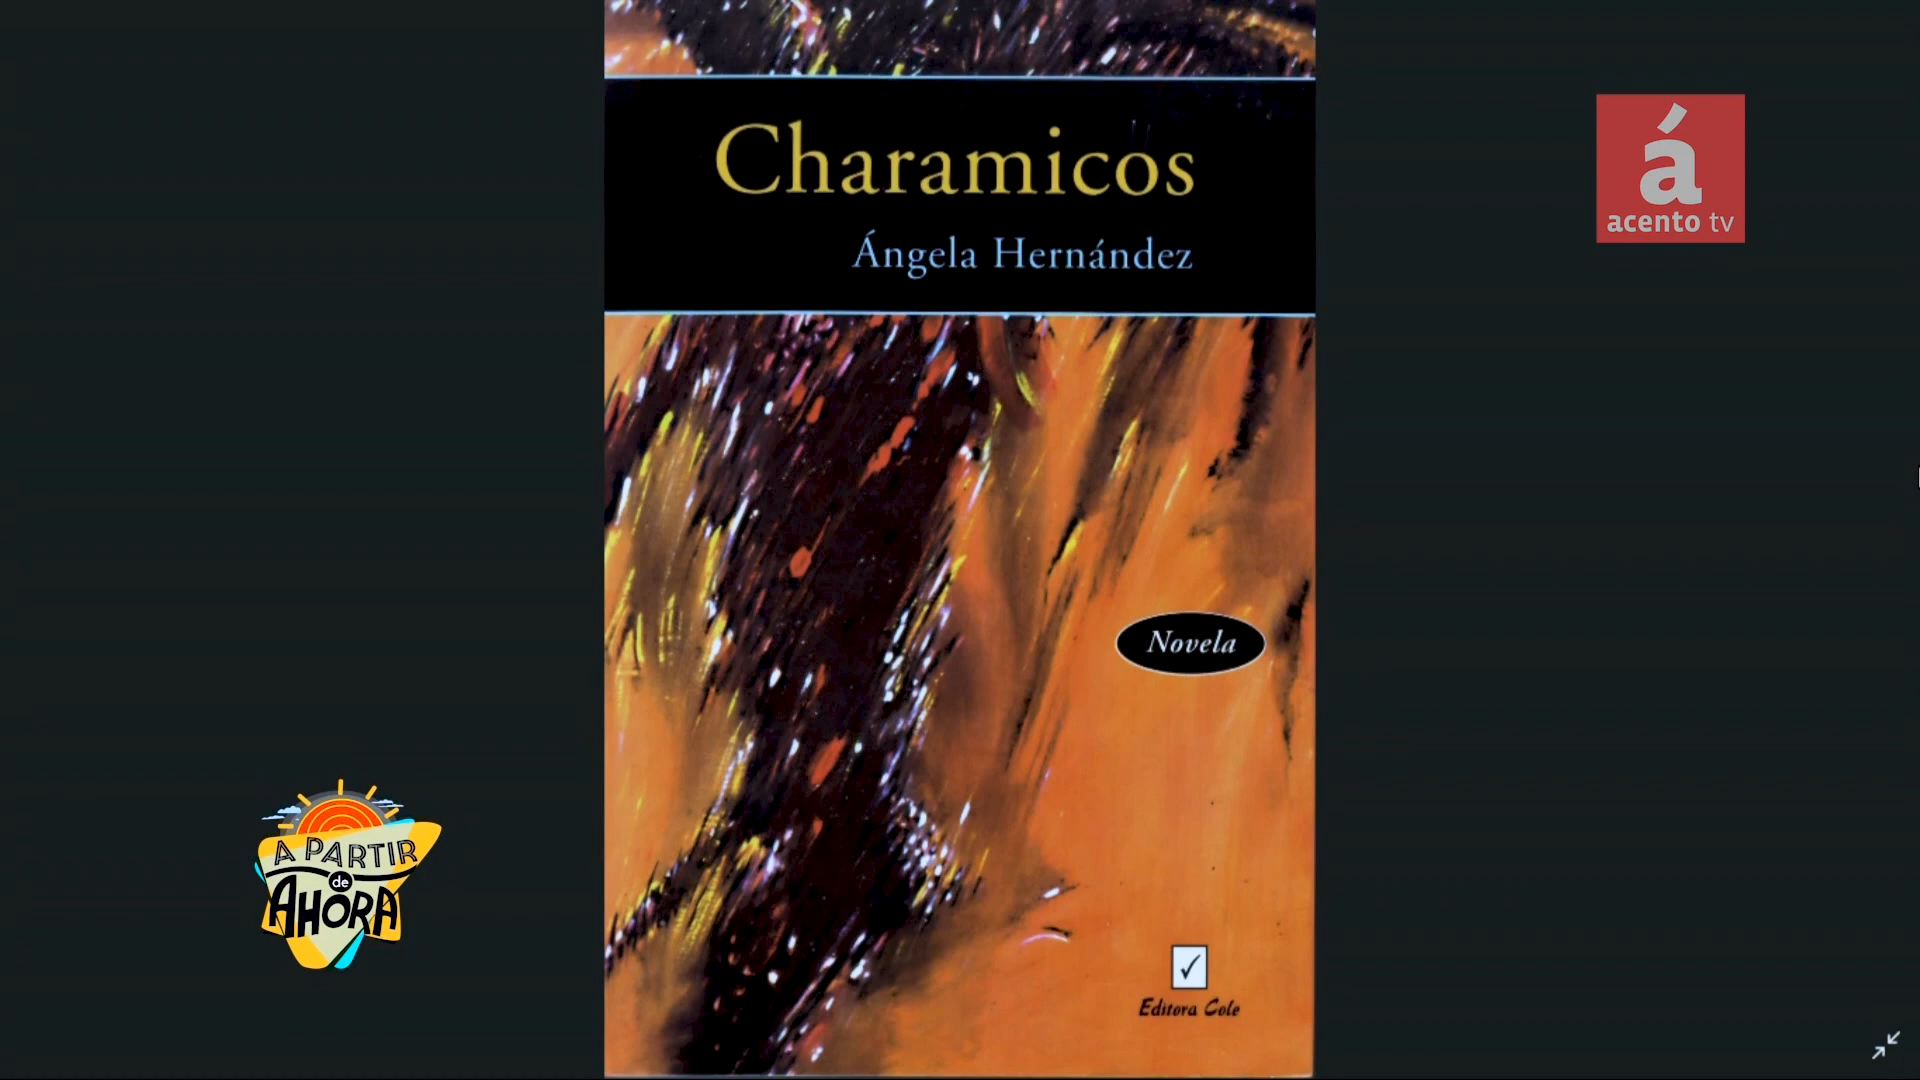 Charamicos
Ángela Hernández
á
acento tv
Novela
A PARTIR
de
AHORA
Editora Cole